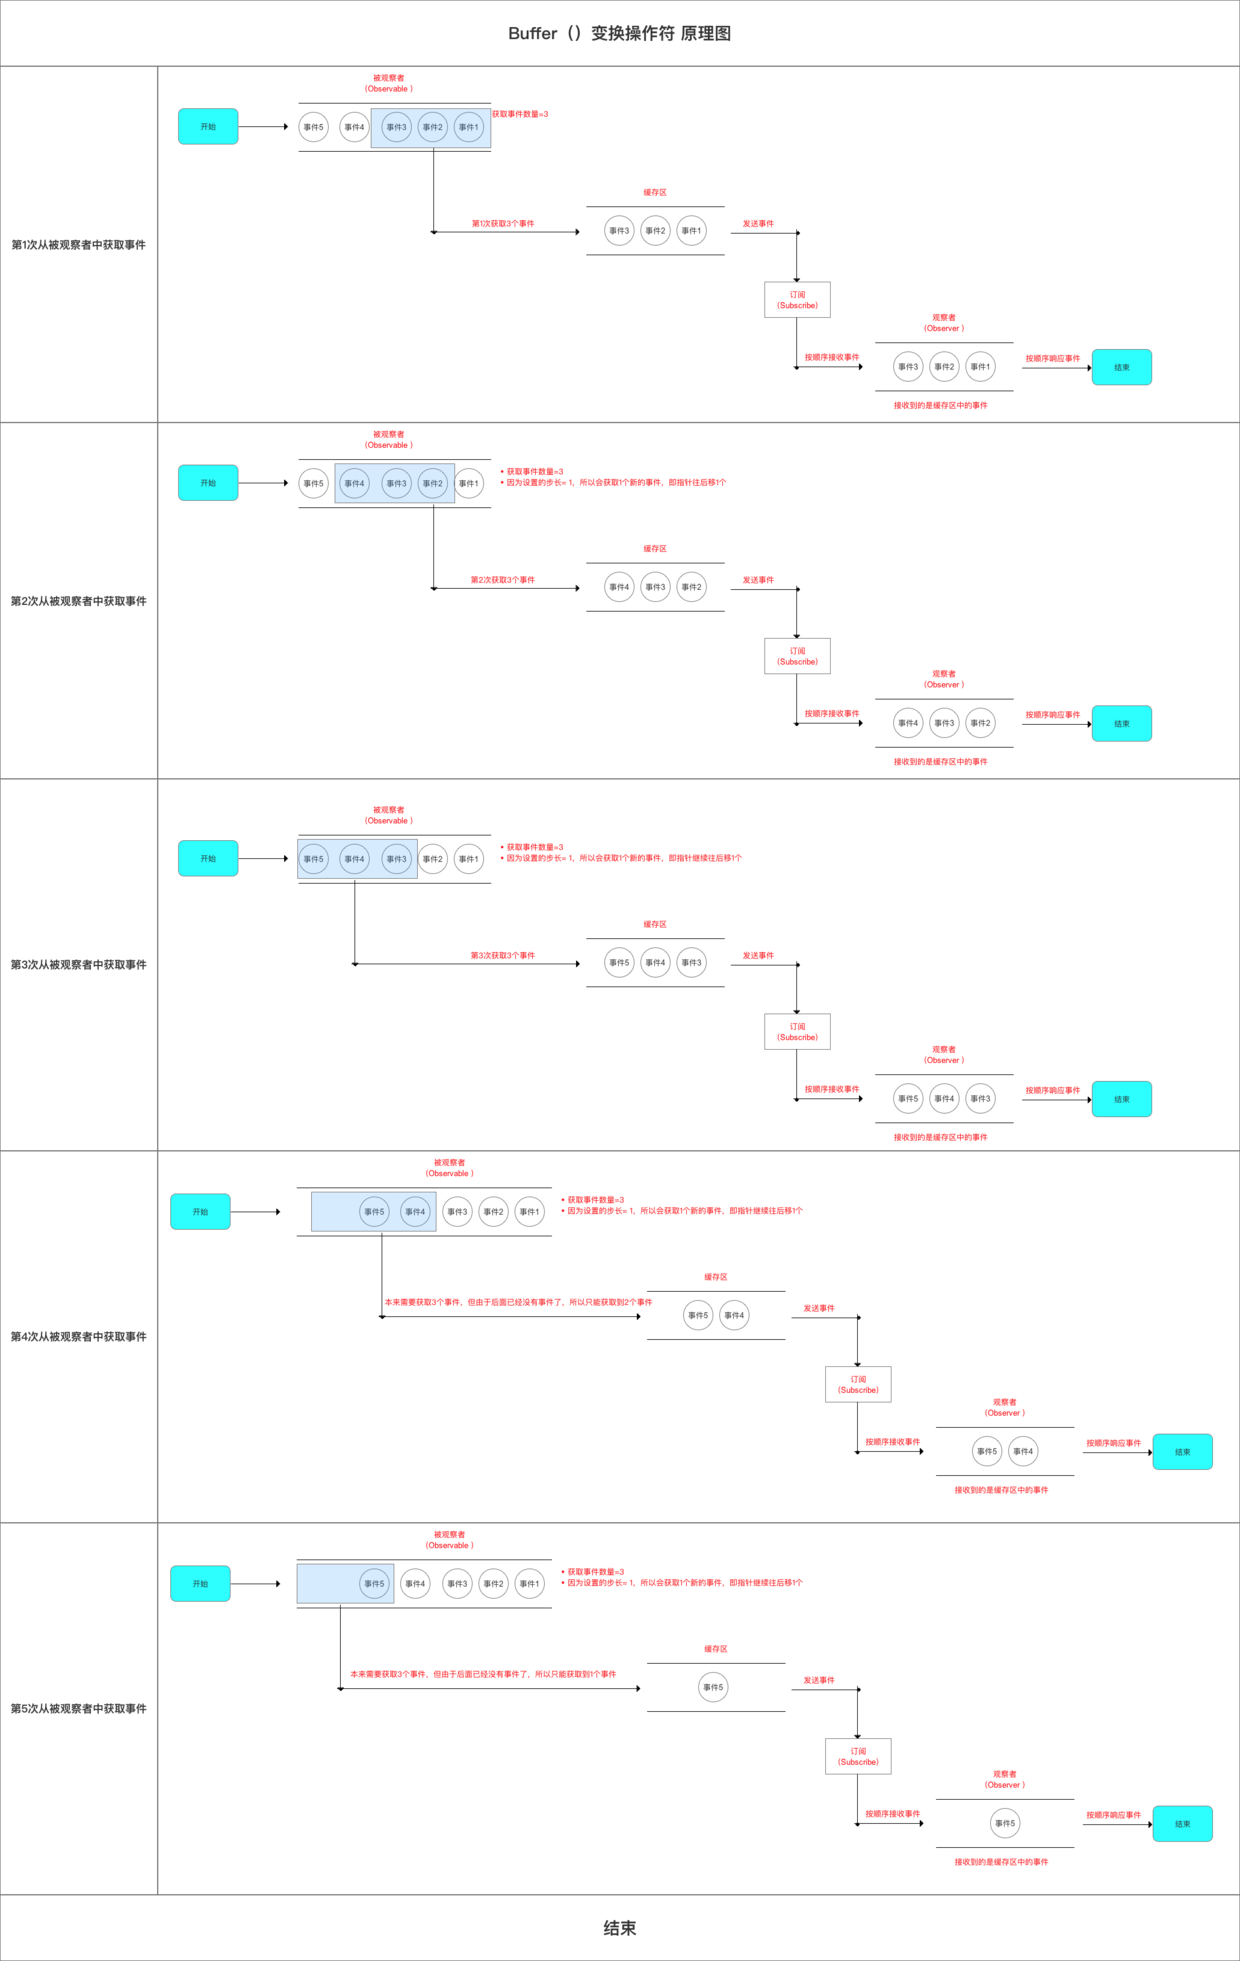 Buffer（）变换操作符 原理图
第1次从被观察者中获取事件
被观察者
(Observable )
开始
事件5 事件4 事件3 事件2 事件1
获取事件数量=3
第1次获取3个事件
缓存区
事件3 事件2 事件1
发送事件
订阅
(Subscribe)
按顺序接收事件
观察者
(Observer )
事件3 事件2 事件1
接收到的是缓存区中的事件
按顺序响应事件
结束
第2次从被观察者中获取事件
被观察者
(Observable )
开始
事件5 事件4 事件3 事件2 事件1
• 获取事件数量=3
• 因为设置的步长= 1，所以会获取1个新的事件，即指针往后移1个
第2次获取3个事件
缓存区
事件4 事件3 事件2
发送事件
订阅
(Subscribe)
按顺序接收事件
观察者
(Observer )
事件4 事件3 事件2
接收到的是缓存区中的事件
按顺序响应事件
结束
第3次从被观察者中获取事件
被观察者
(Observable )
开始
事件5 事件4 事件3 事件2 事件1
• 获取事件数量=3
• 因为设置的步长= 1，所以会获取1个新的事件，即指针继续往后移1个
第3次获取3个事件
缓存区
事件5 事件4 事件3
发送事件
订阅
(Subscribe)
按顺序接收事件
观察者
(Observer )
事件5 事件4 事件3
接收到的是缓存区中的事件
按顺序响应事件
结束
第4次从被观察者中获取事件
被观察者
(Observable )
开始
事件5 事件4 事件3 事件2 事件1
• 获取事件数量=3
• 因为设置的步长= 1，所以会获取1个新的事件，即指针继续往后移1个
本来需要获取3个事件，但由于后面已经没有事件了，所以只能获取到2个事件
缓存区
事件5 事件4
发送事件
订阅
(Subscribe)
按顺序接收事件
观察者
(Observer )
事件5 事件4
接收到的是缓存区中的事件
按顺序响应事件
结束
第5次从被观察者中获取事件
被观察者
(Observable )
开始
事件5 事件4 事件3 事件2 事件1
• 获取事件数量=3
• 因为设置的步长= 1，所以会获取1个新的事件，即指针继续往后移1个
本来需要获取3个事件，但由于后面已经没有事件了，所以只能获取到1个事件
缓存区
事件5
发送事件
订阅
(Subscribe)
按顺序接收事件
观察者
(Observer )
事件5
接收到的是缓存区中的事件
按顺序响应事件
结束
结束